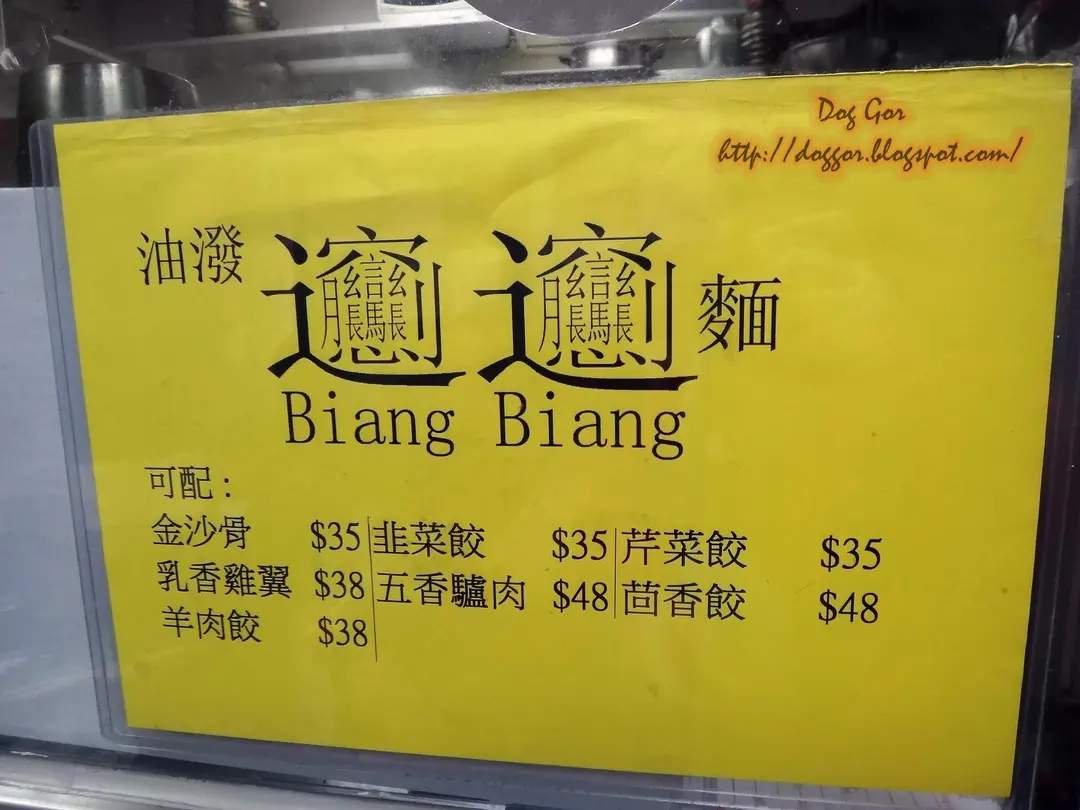 Dog Gor
http://doggor.blogspot.com/
油潑𰻞𰻞麵
Biang Biang
可配：
金沙骨 $35 韭菜餃 $35 芹菜餃 $35
乳香雞翼 $38 五香驢肉 $48 茴香餃 $48
羊肉餃 $38